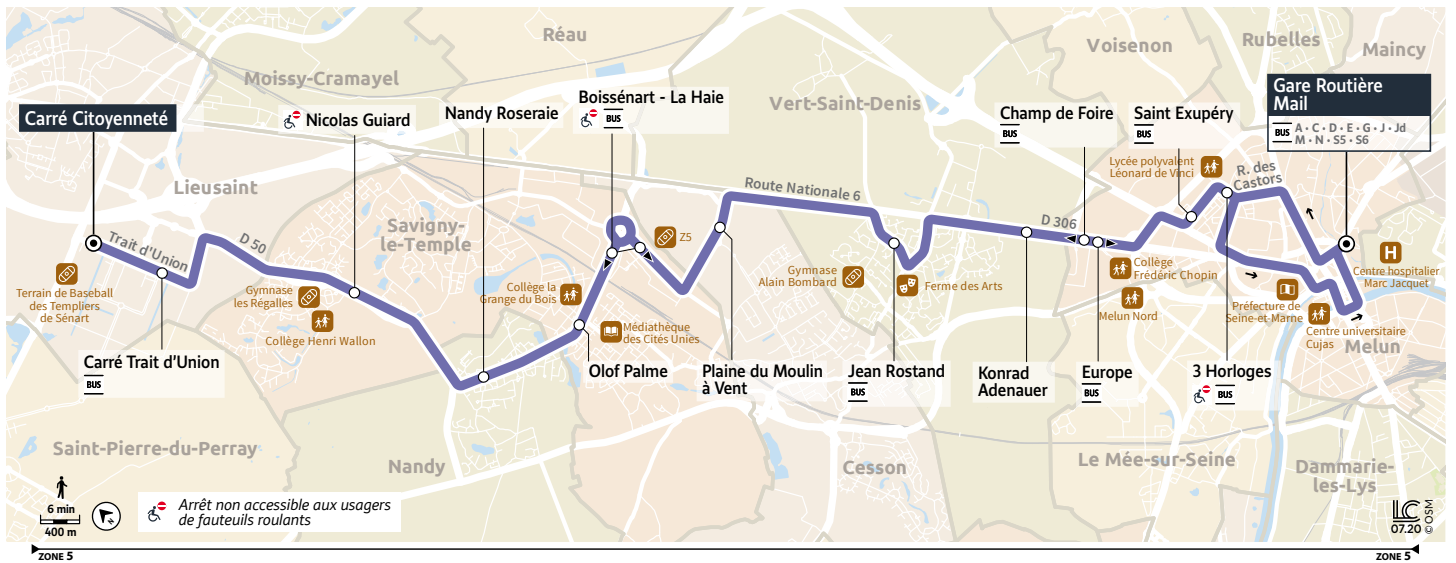 Réau
Voisenon
Rubelles
Maincy
Moissy-Cramayel
Vert-Saint-Denis
Carré Citoyenneté
Nicolas Guiard
Nandy Roseraie
Boissénart - La Haie
BUS
Champ de Foire
BUS
Saint Exupéry
BUS
Gare Routière
Mail
BUS
A • C • D • E • G • J • Jd
M • N • S5 • S6
Lieusaint
Savigny-
le-Temple
Trait d'Union
D 50
Route Nationale 6
D 306
R. des
Castors
Lycée polyvalent
Léonard de Vinci
Z5
Terrain de Baseball
des Templiers
de Sénart
Gymnase
les Régalles
Collège Henri Wallon
Collège la
Grange du Bois
Médiathèque
des Cités Unies
Gymnase
Alain Bombard
Ferme des Arts
Collège
Frédéric Chopin
Melun Nord
Préfecture de
Seine-et-Marne
Centre universitaire
Cujas
H
Centre hospitalier
Marc Jacquet
Melun
Carré Trait d'Union
BUS
Olof Palme
Plaine du Moulin
à Vent
Jean Rostand
BUS
Konrad
Adenauer
Europe
BUS
3 Horloges
BUS
Saint-Pierre-du-Perray
Nandy
Cesson
Le Mée-sur-Seine
Dammarie-
les-Lys
6 min
400 m
N
Arrêt non accessible aux usagers
de fauteuils roulants
LC
07.20
© OSM
ZONE 5
ZONE 5